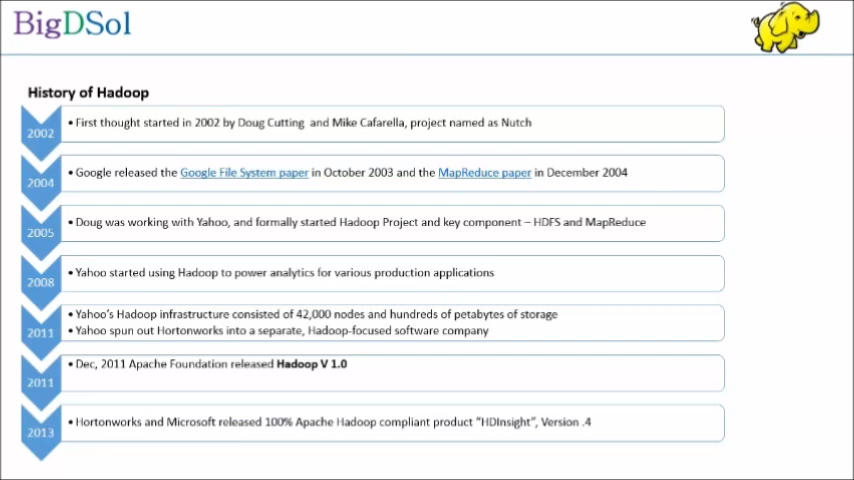 BigDSol
History of Hadoop
2002
• First thought started in 2002 by Doug Cutting and Mike Cafarella, project named as Nutch
2004
• Google released the Google File System paper in October 2003 and the MapReduce paper in December 2004
2005
• Doug was working with Yahoo, and formally started Hadoop Project and key component – HDFS and MapReduce
2008
• Yahoo started using Hadoop to power analytics for various production applications
2011
• Yahoo's Hadoop infrastructure consisted of 42,000 nodes and hundreds of petabytes of storage
• Yahoo spun out Hortonworks into a separate, Hadoop-focused software company
2011
• Dec, 2011 Apache Foundation released Hadoop V 1.0
2013
• Hortonworks and Microsoft released 100% Apache Hadoop compliant product "HDInsight", Version .4